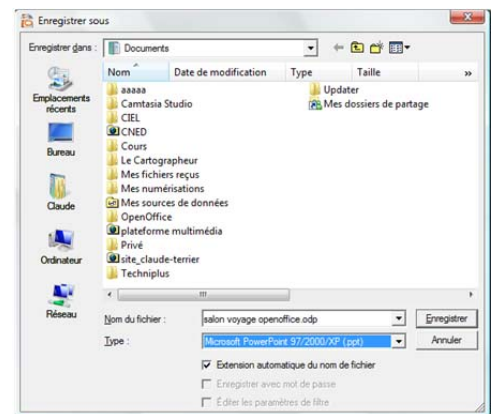 Enregistrer sous
Enregistrer dans : Documents
Nom Date de modification Type Taille »
aaaaa
Camtasia Studio
CIEL
CNED
Cours
Le Cartographeur
Mes fichiers reçus
Mes numérisations
Mes sources de données
OpenOffice
plateforme multimédia
Privé
site_claude-terrier
Techniplus
Updater
Mes dossiers de partage
Emplacements
récents
Bureau
Claude
Ordinateur
Réseau
Nom du fichier : salon voyage openoffice.odp Enregistrer
Type : Microsoft PowerPoint 97/2000/XP (.ppt) Annuler
Extension automatique du nom de fichier
Enregistrer avec mot de passe
Éditer les paramètres de filtre